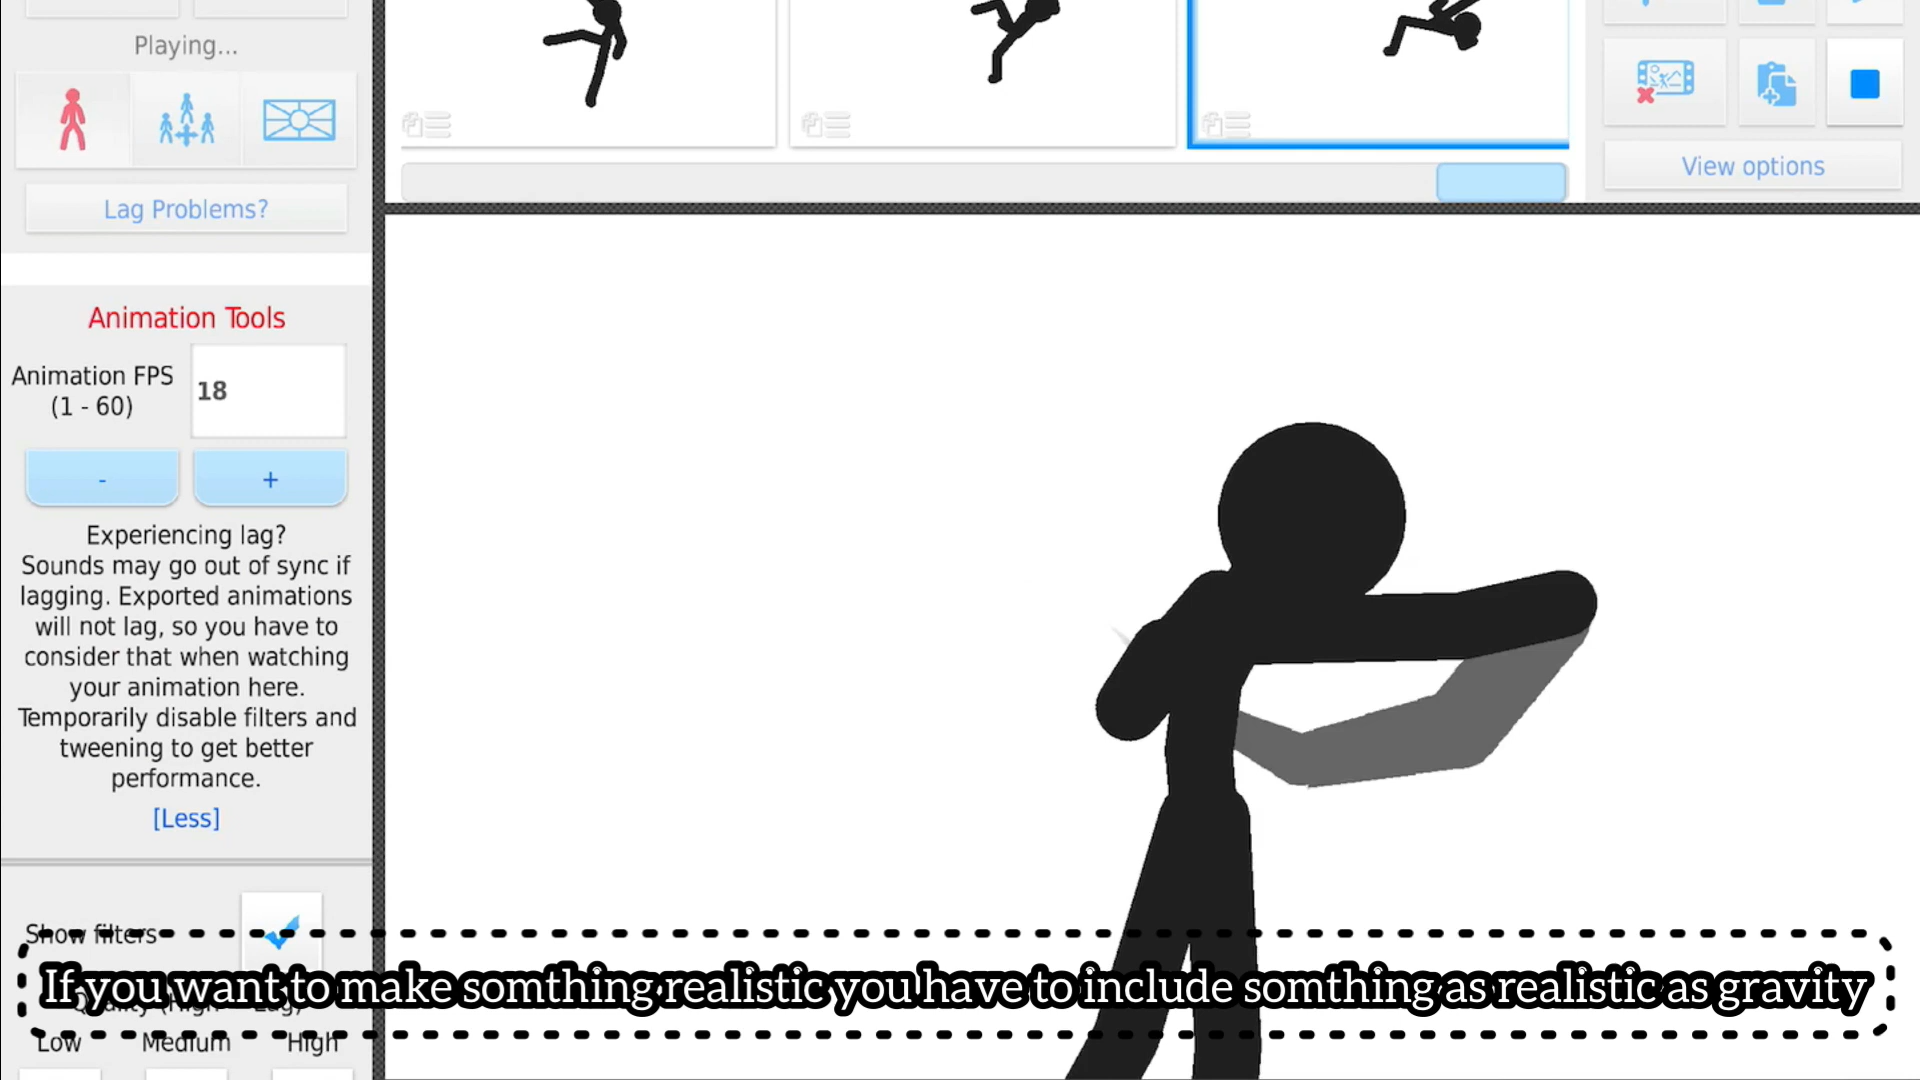 Playing...
View options
Lag Problems?
Animation Tools
Animation FPS
(1 - 60)
18
-
+
Experiencing lag?
Sounds may go out of sync if
lagging. Exported animations
will not lag, so you have to
consider that when watching
your animation here.
Temporarily disable filters and
tweening to get better
performance.
[Less]
Show filters
If you want to make somthing realistic you have to include somthing as realistic as gravity
Low
Medium
High